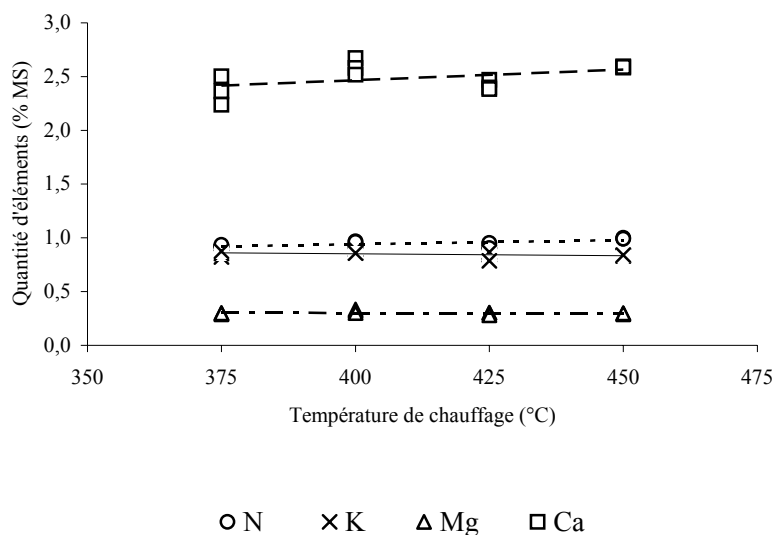 Quantité d'éléments (% MS)
3,0
2,5
2,0
1,5
1,0
0,5
0,0
350 375 400 425 450 475
Température de chauffage (°C)
N K Mg Ca